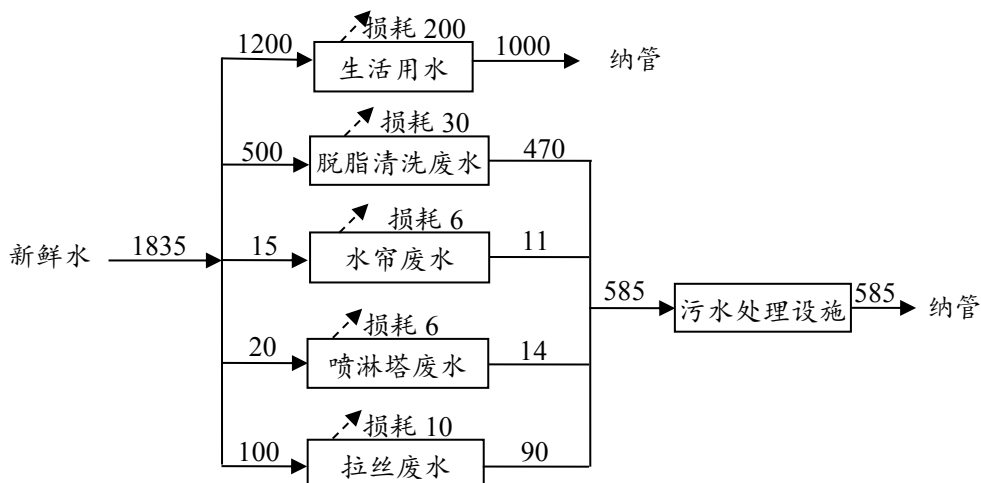 损耗 200
1200
生活用水
1000
纳管
损耗 30
500
脱脂清洗废水
470
损耗 6
新鲜水
1835
15
水帘废水
11
585
污水处理设施
585
纳管
损耗 6
20
喷淋塔废水
14
损耗 10
100
拉丝废水
90